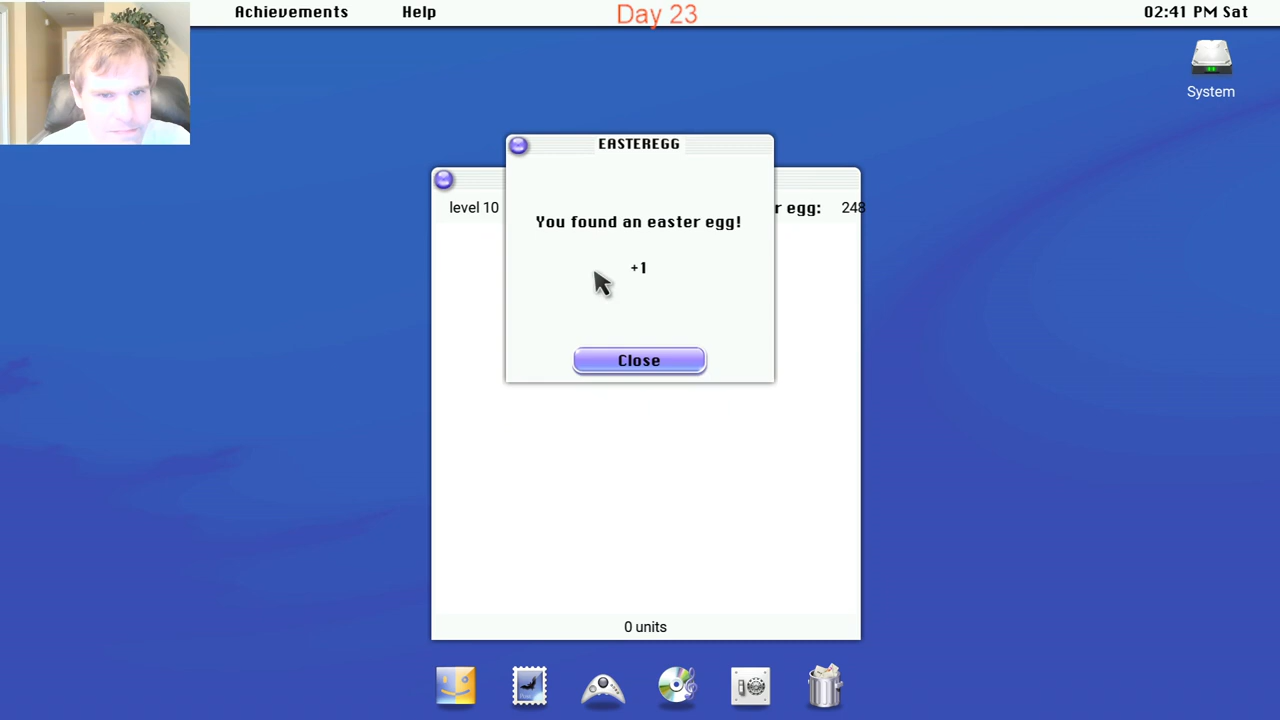 Achievements Help Day 23 02:41 PM Sat
System
EASTEREGG
level 10 r egg: 248
You found an easter egg!
+1
Close
0 units